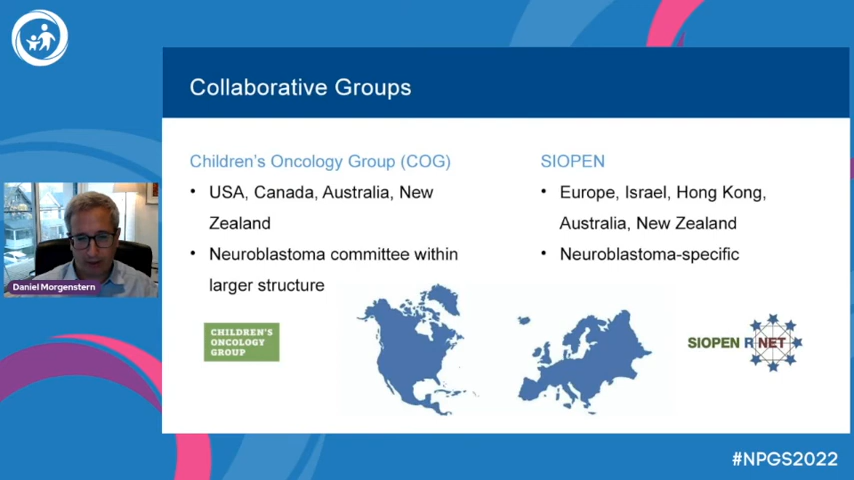 Collaborative Groups
Children's Oncology Group (COG)
• USA, Canada, Australia, New
Zealand
• Neuroblastoma committee within
larger structure
SIOPEN
• Europe, Israel, Hong Kong,
Australia, New Zealand
• Neuroblastoma-specific
CHILDREN'S
ONCOLOGY
GROUP
SIOPEN R NET
Daniel Morgenstern
#NPGS2022